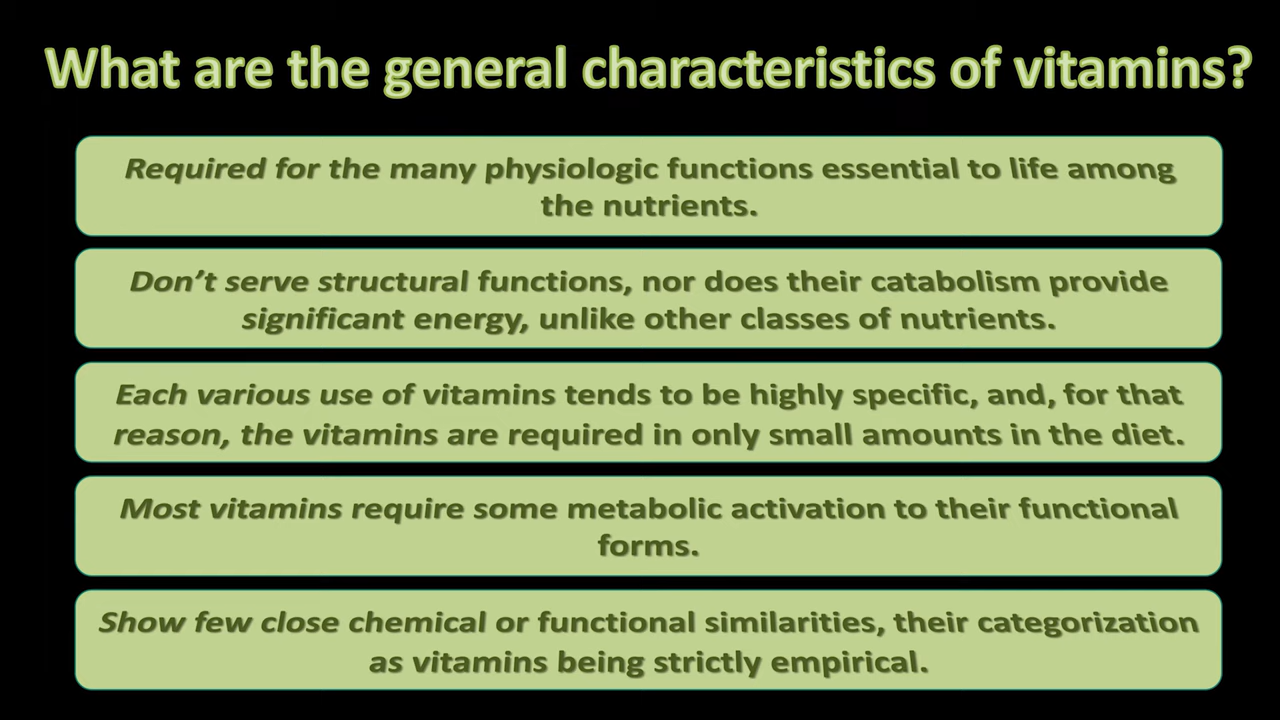 What are the general characteristics of vitamins?
Required for the many physiologic functions essential to life among
the nutrients.
Don't serve structural functions, nor does their catabolism provide
significant energy, unlike other classes of nutrients.
Each various use of vitamins tends to be highly specific, and, for that
reason, the vitamins are required in only small amounts in the diet.
Most vitamins require some metabolic activation to their functional
forms.
Show few close chemical or functional similarities, their categorization
as vitamins being strictly empirical.